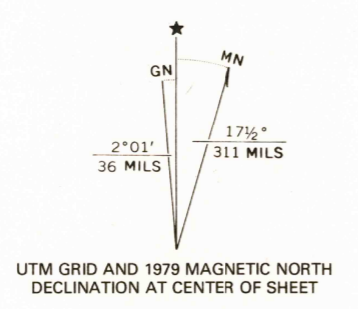 ★
MN
GN
17½°
311 MILS
2°01'
36 MILS
UTM GRID AND 1979 MAGNETIC NORTH
DECLINATION AT CENTER OF SHEET